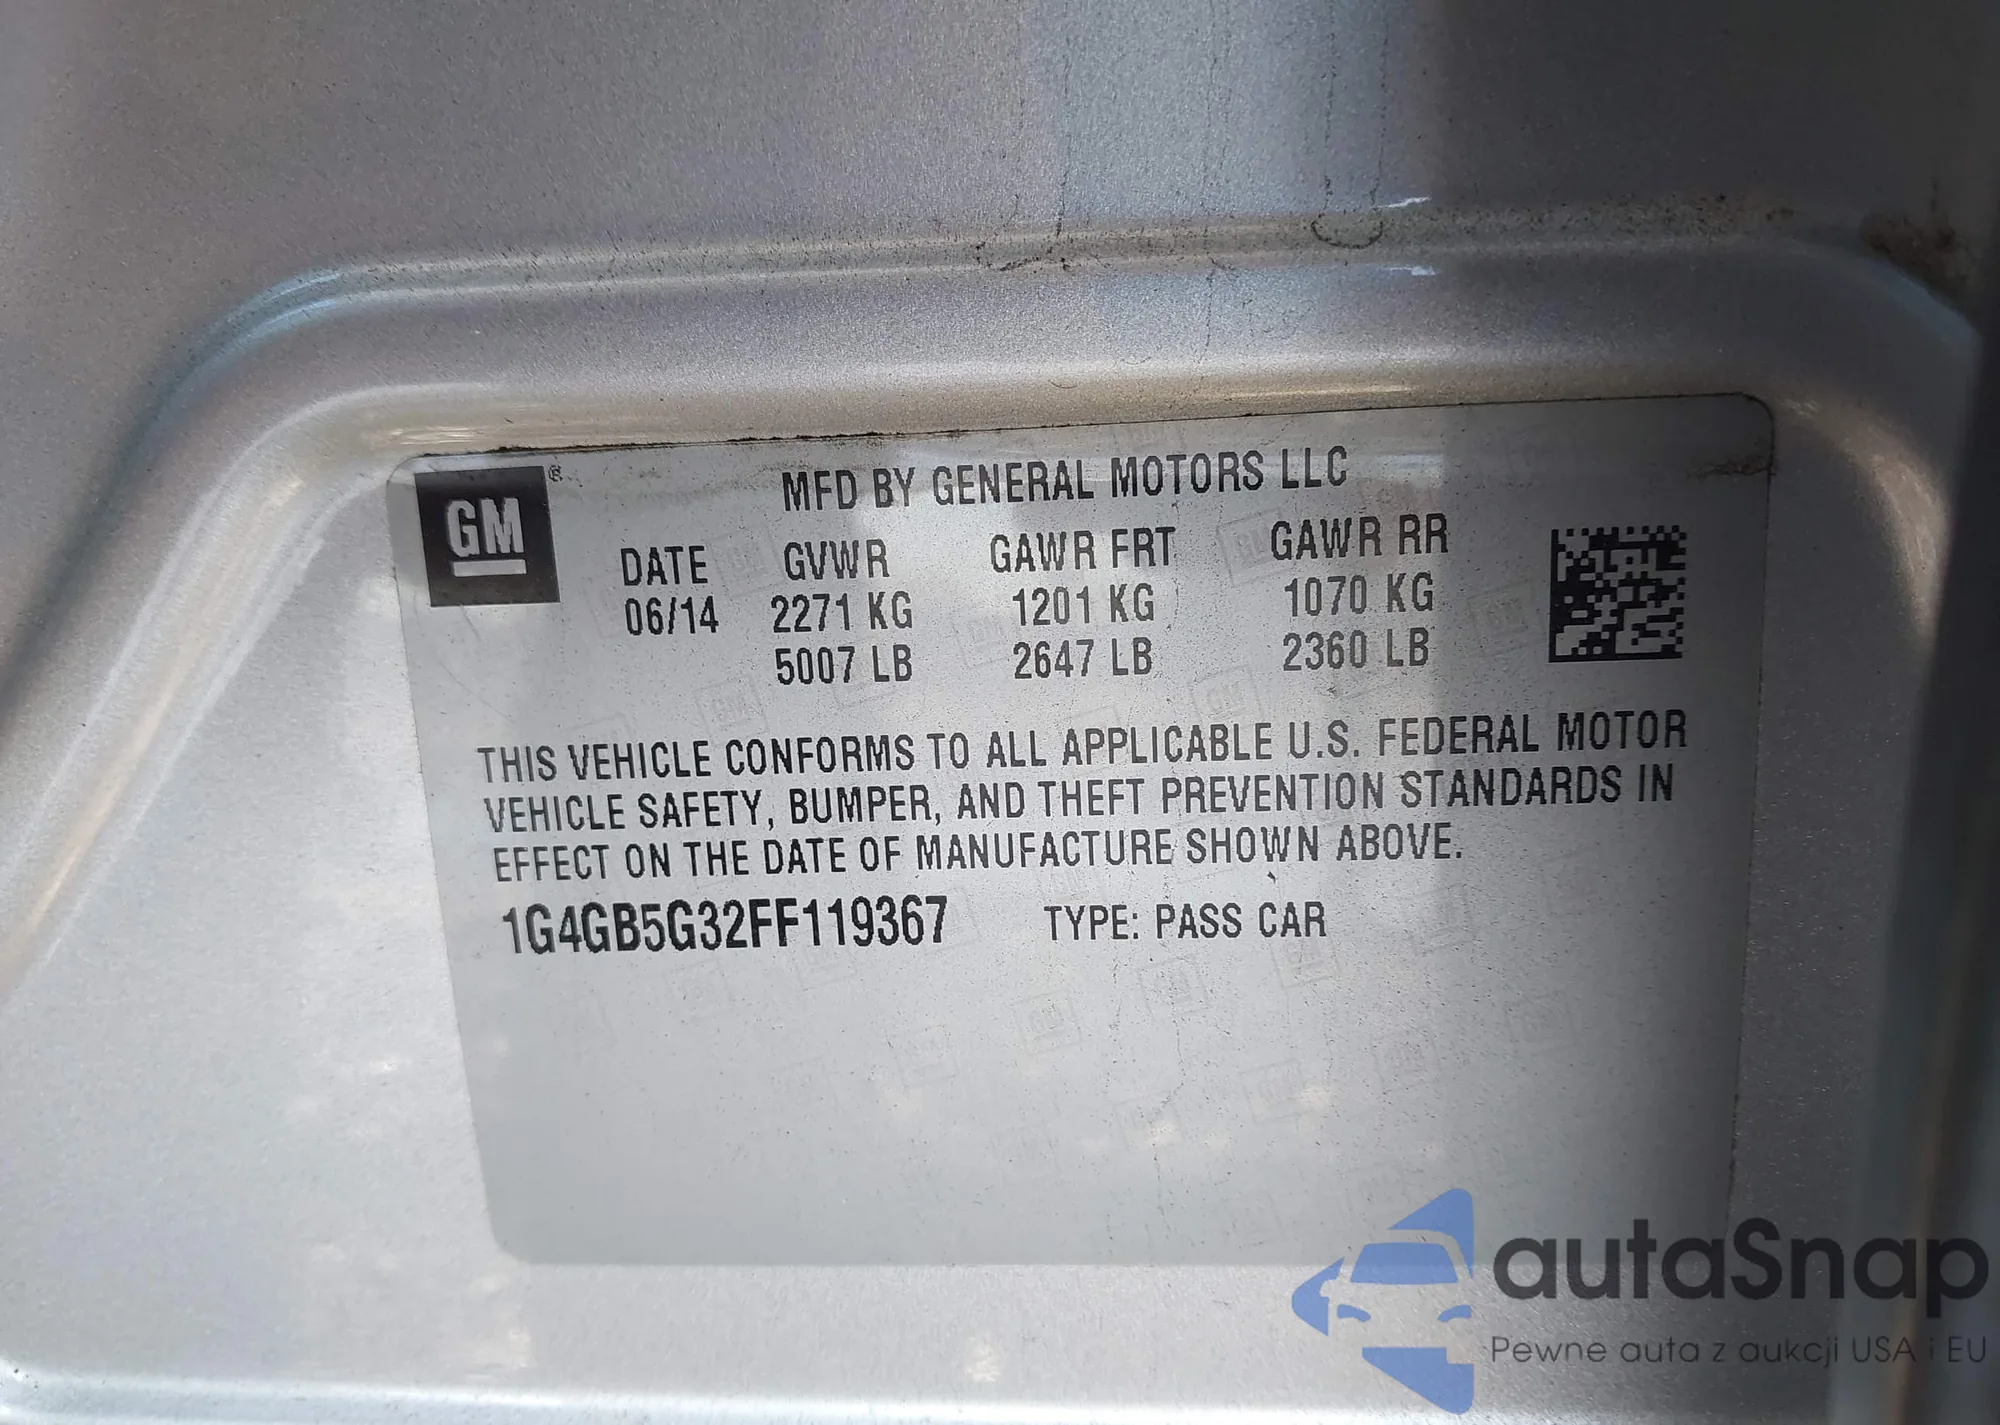 GM®
MFD BY GENERAL MOTORS LLC
DATE GVWR GAWR FRT GAWR RR
06/14 2271 KG 1201 KG 1070 KG
5007 LB 2647 LB 2360 LB
THIS VEHICLE CONFORMS TO ALL APPLICABLE U.S. FEDERAL MOTOR
VEHICLE SAFETY, BUMPER, AND THEFT PREVENTION STANDARDS IN
EFFECT ON THE DATE OF MANUFACTURE SHOWN ABOVE.
1G4GB5G32FF119367 TYPE: PASS CAR
autaSnap
Pewne auta z aukcji USA i EU